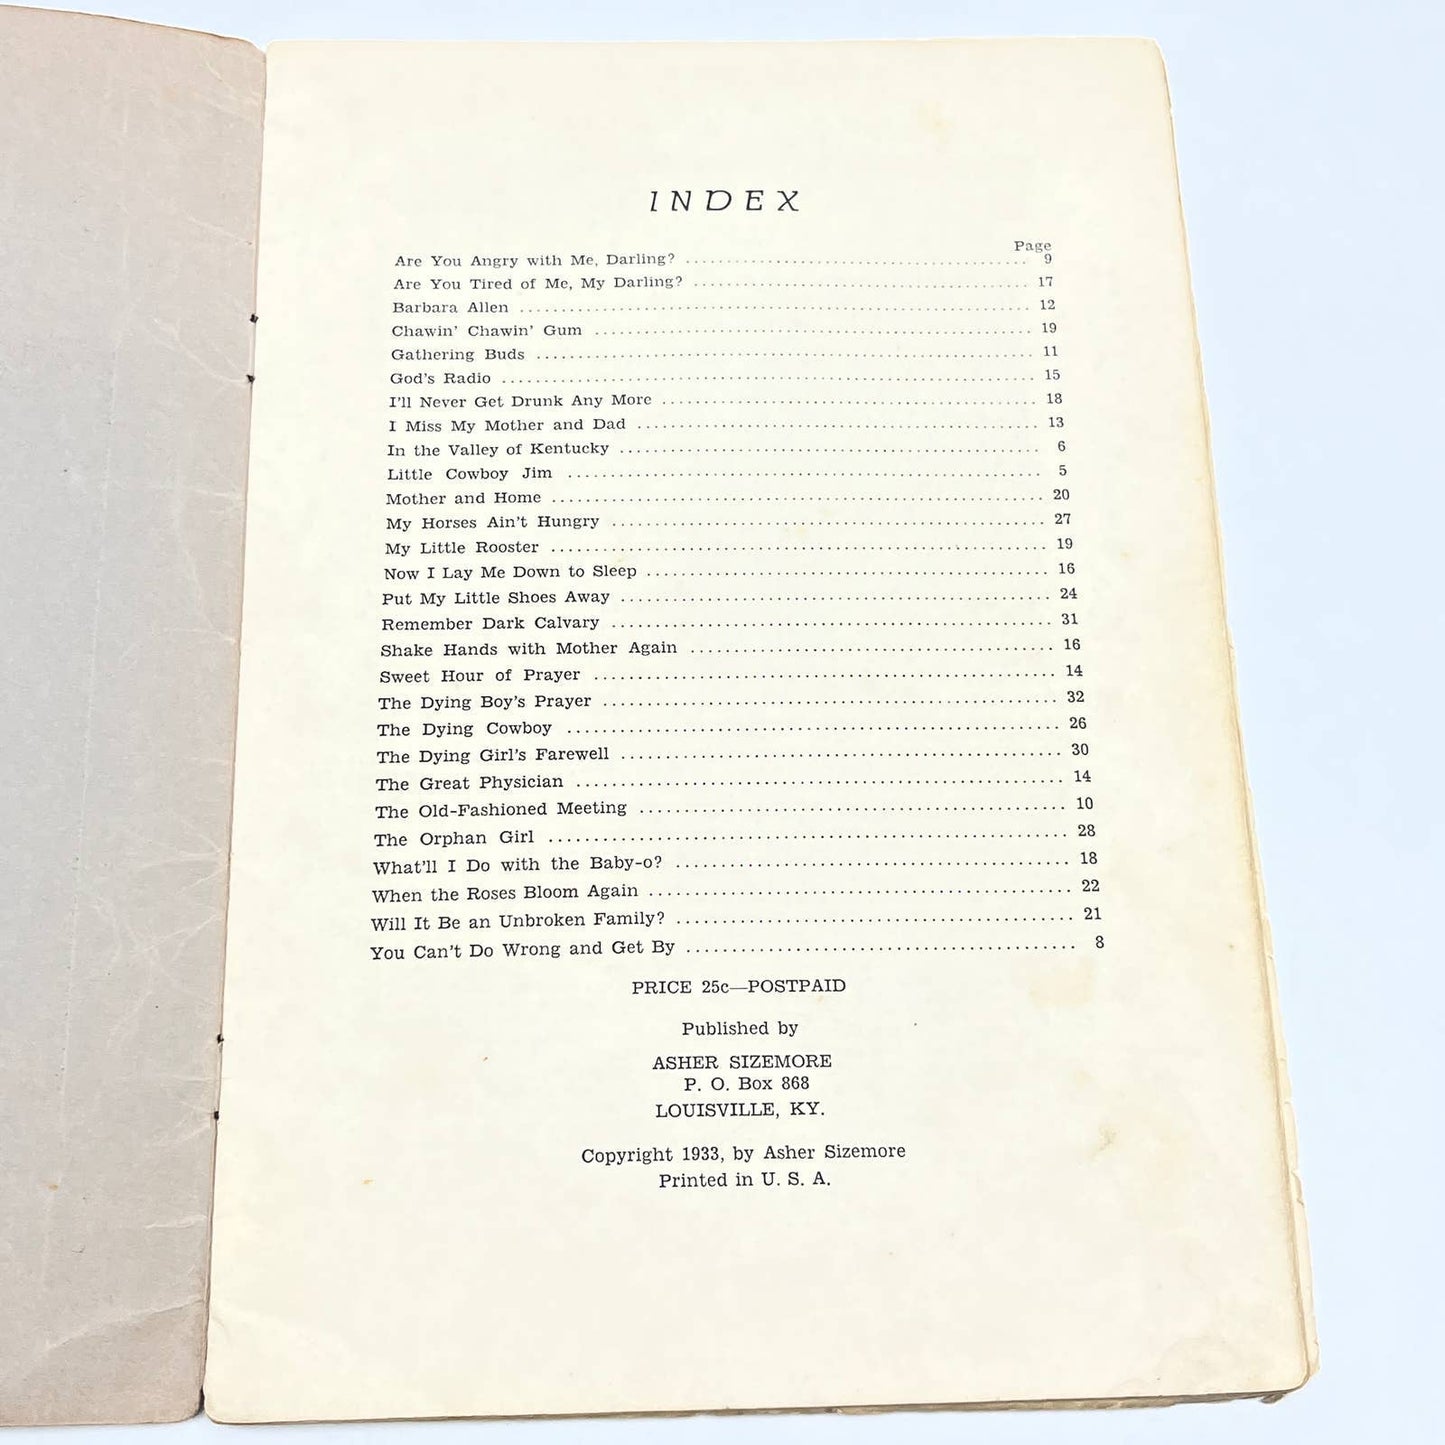 INDEX
Page
Are You Angry with Me, Darling? ........................................ 9
Are You Tired of Me, My Darling? ........................................ 17
Barbara Allen ........................................ 12
Chawin' Chawin' Gum ........................................ 19
Gathering Buds ........................................ 11
God's Radio ........................................ 15
I'll Never Get Drunk Any More ........................................ 18
I Miss My Mother and Dad ........................................ 13
In the Valley of Kentucky ........................................ 6
Little Cowboy Jim ........................................ 5
Mother and Home ........................................ 20
My Horses Ain't Hungry ........................................ 27
My Little Rooster ........................................ 19
Now I Lay Me Down to Sleep ........................................ 16
Put My Little Shoes Away ........................................ 24
Remember Dark Calvary ........................................ 31
Shake Hands with Mother Again ........................................ 16
Sweet Hour of Prayer ........................................ 14
The Dying Boy's Prayer ........................................ 32
The Dying Cowboy ........................................ 26
The Dying Girl's Farewell ........................................ 30
The Great Physician ........................................ 14
The Old-Fashioned Meeting ........................................ 10
The Orphan Girl ........................................ 28
What'll I Do with the Baby-o? ........................................ 18
When the Roses Bloom Again ........................................ 22
Will It Be an Unbroken Family? ........................................ 21
You Can't Do Wrong and Get By ........................................ 8
PRICE 25c—POSTPAID
Published by
ASHER SIZEMORE
P. O. Box 868
LOUISVILLE, KY.
Copyright 1933, by Asher Sizemore
Printed in U. S. A.